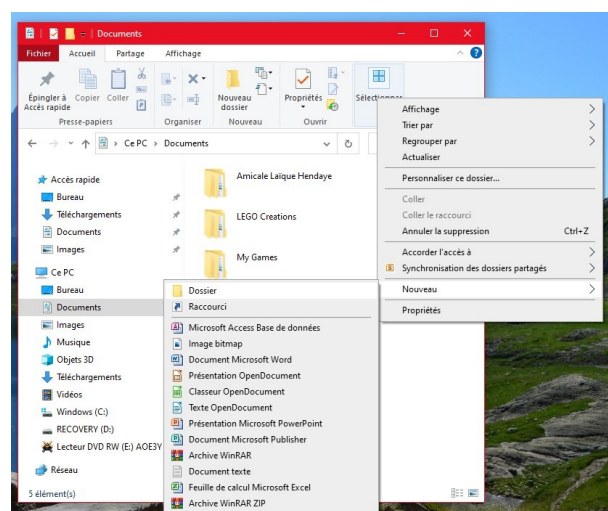 Documents
Fichier Accueil Partage Affichage
Épingler à Accès rapide
Copier
Coller
Nouveau dossier
Propriétés
Sélectionner
Presse-papiers Organiser Nouveau Ouvrir
Ce PC > Documents
Accès rapide
Bureau
Téléchargements
Documents
Images
Ce PC
Bureau
Documents
Images
Musique
Objets 3D
Téléchargements
Vidéos
Windows (C:)
RECOVERY (D:)
Lecteur DVD RW (E:) AOE3Y
Réseau
5 élément(s)
Amicale Laïque Hendaye
LEGO Creations
My Games
Affichage
Trier par
Regrouper par
Actualiser
Personnaliser ce dossier...
Coller
Coller le raccourci
Annuler la suppression Ctrl+Z
Accorder l'accès à
Synchronisation des dossiers partagés
Nouveau
Propriétés
Dossier
Raccourci
Microsoft Access Base de données
Image bitmap
Document Microsoft Word
Présentation OpenDocument
Classeur OpenDocument
Texte OpenDocument
Présentation Microsoft PowerPoint
Document Microsoft Publisher
Archive WinRAR
Document texte
Feuille de calcul Microsoft Excel
Archive WinRAR ZIP